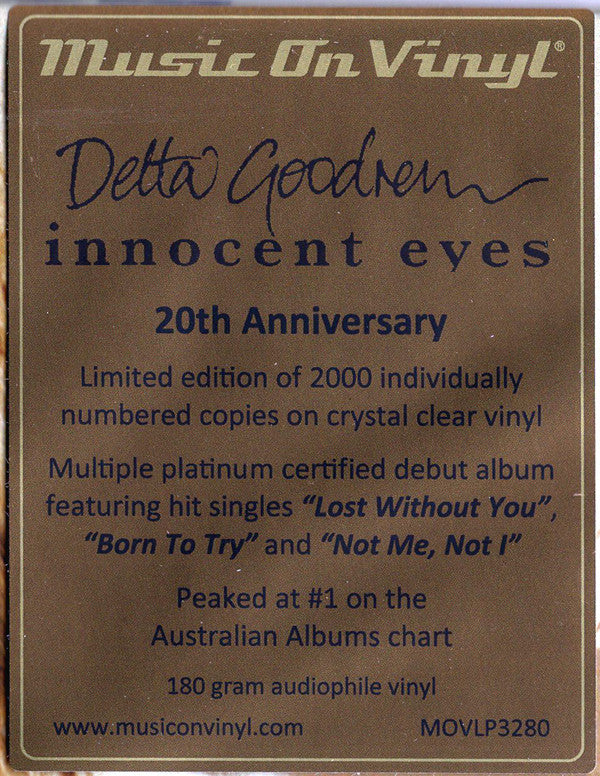 Music On Vinyl®
Delta Goodrem
innocent eyes
20th Anniversary
Limited edition of 2000 individually
numbered copies on crystal clear vinyl
Multiple platinum certified debut album
featuring hit singles “Lost Without You”,
“Born To Try” and “Not Me, Not I”
Peaked at #1 on the
Australian Albums chart
180 gram audiophile vinyl
www.musiconvinyl.com MOVLP3280